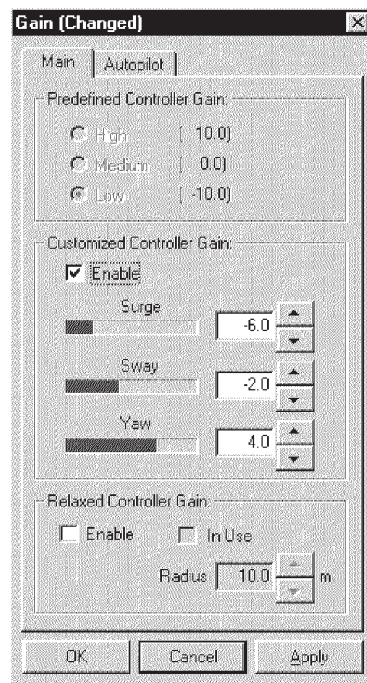 Gain (Changed)
Main Autopilot
Predefined Controller Gain:
High ( 10.0)
Medium ( 0.0)
Low ( -10.0)
Customized Controller Gain:
Enable
Surge
-6.0
Sway
-2.0
Yaw
4.0
Relaxed Controller Gain:
Enable In Use
Radius 10.0 m
OK Cancel Apply